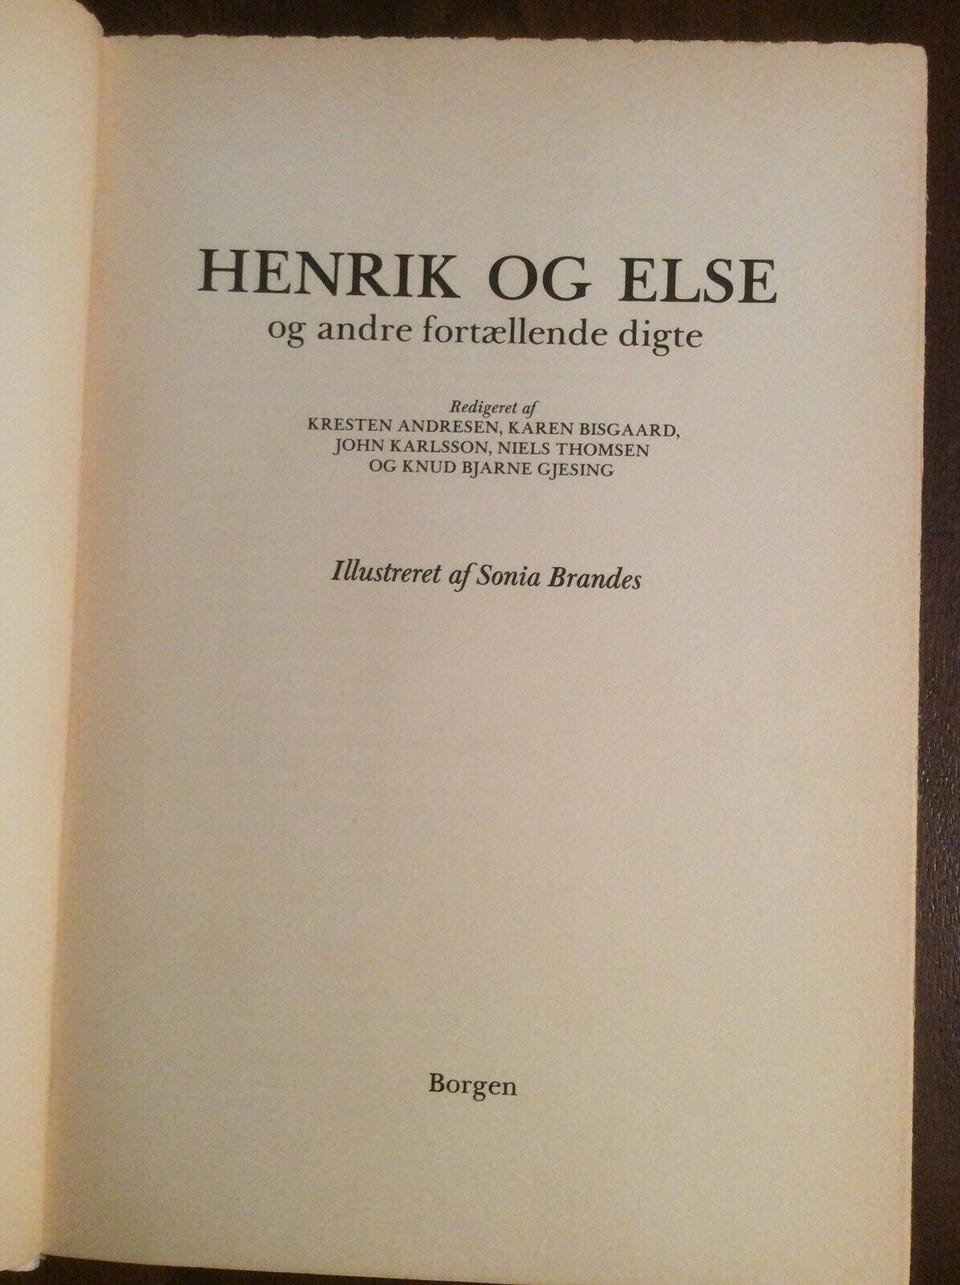 HENRIK OG ELSE
og andre fortællende digte
Redigeret af
KRESTEN ANDRESEN, KAREN BISGAARD,
JOHN KARLSSON, NIELS THOMSEN
OG KNUD BJARNE GJESING
Illustreret af Sonia Brandes
Borgen